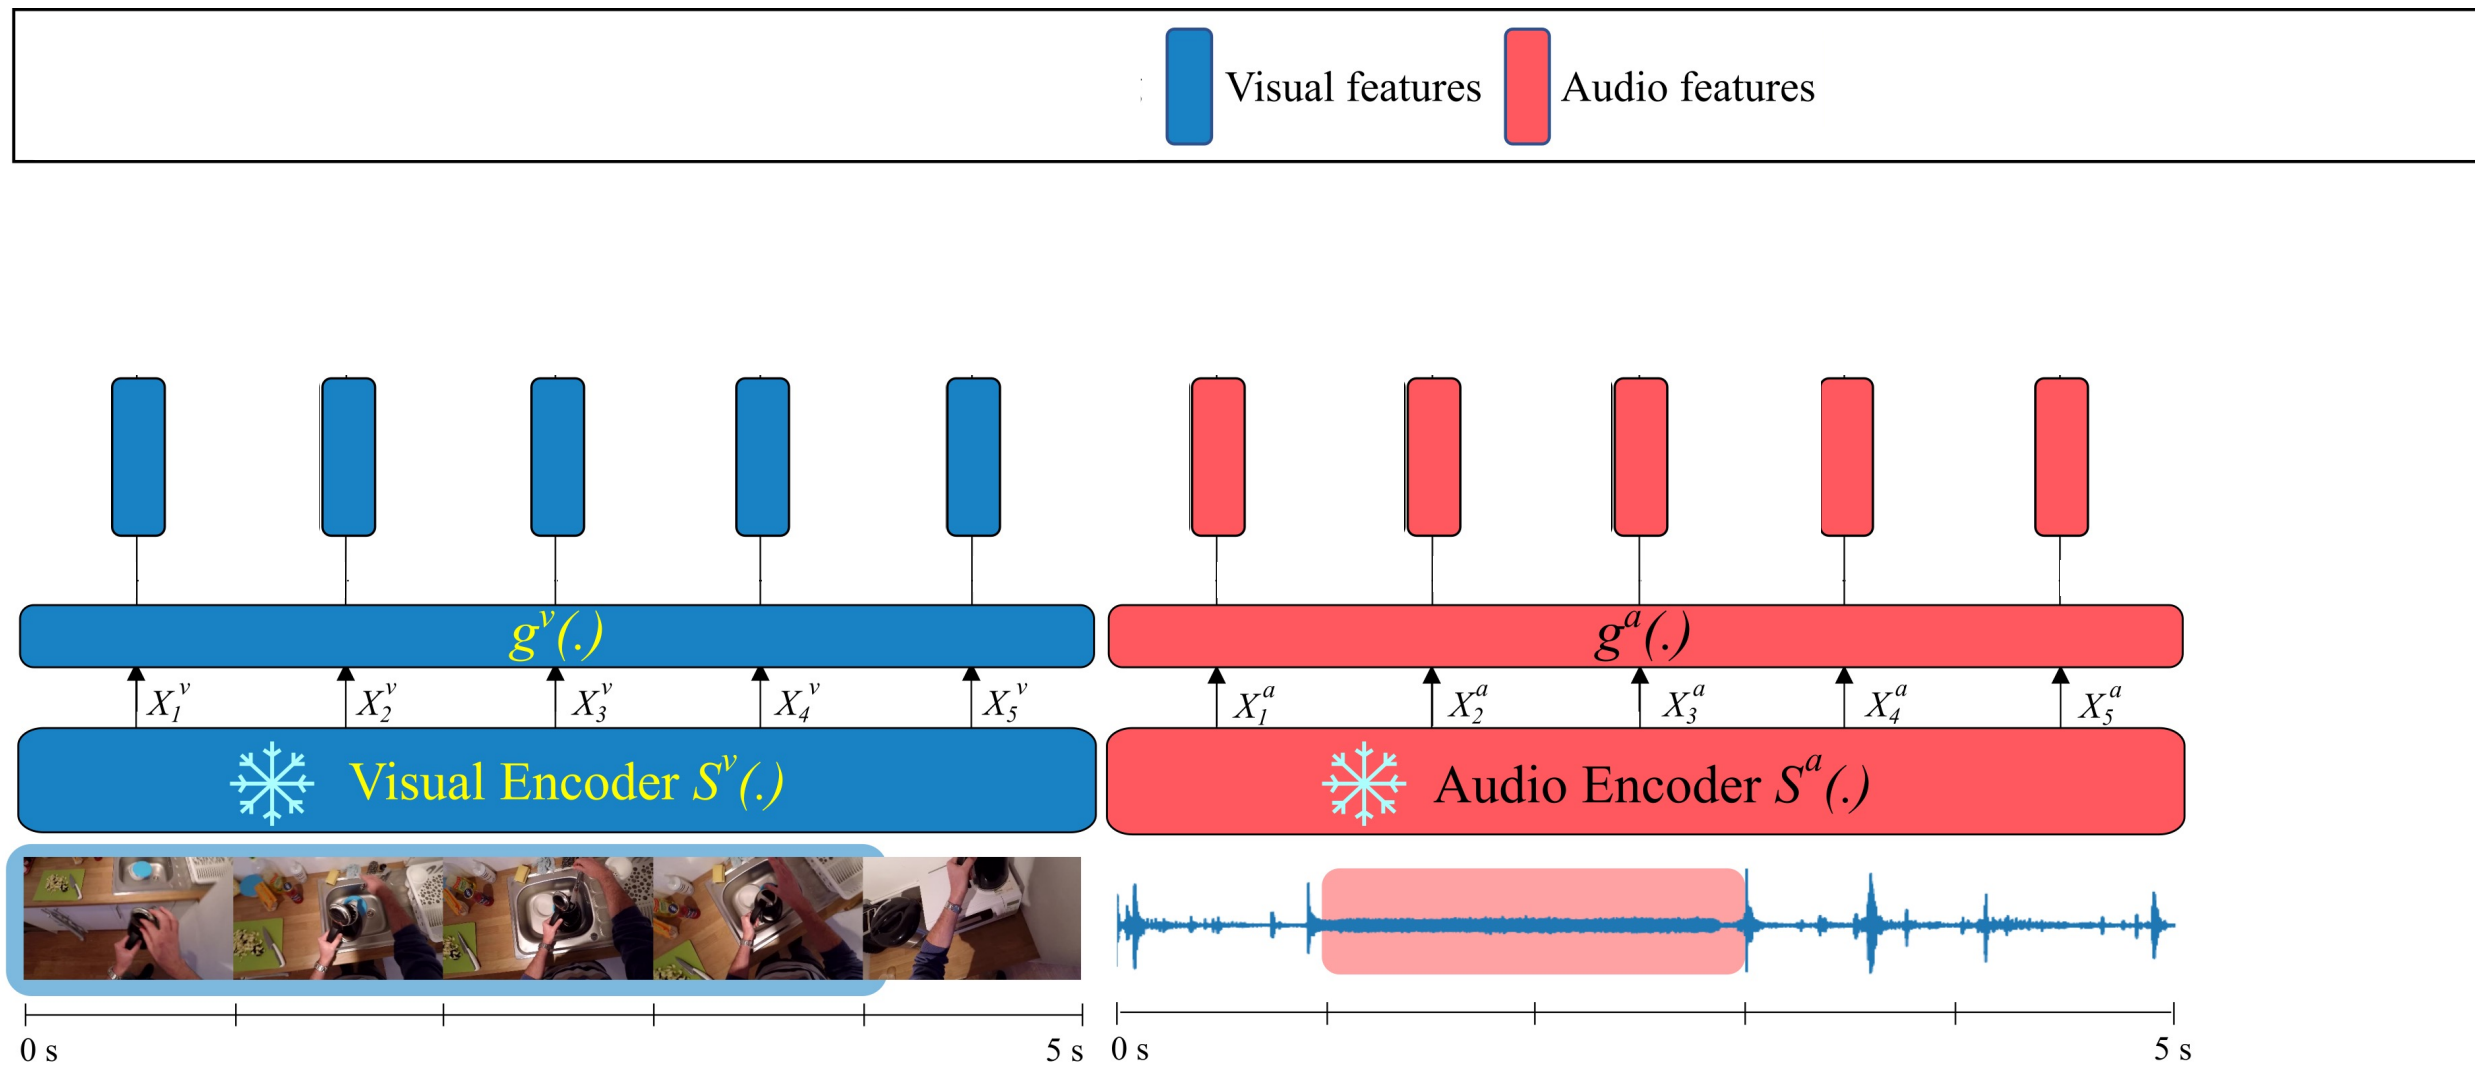 Visual features Audio features
g^v(.) g^a(.)
X_1^v X_2^v X_3^v X_4^v X_5^v X_1^a X_2^a X_3^a X_4^a X_5^a
Visual Encoder S^v(.) Audio Encoder S^a(.)
0 s 5 s 0 s 5 s